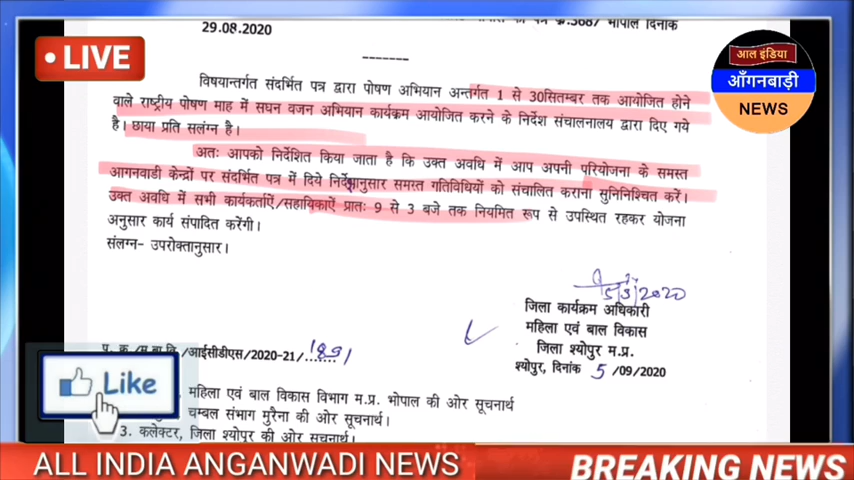 LIVE
भोपाल दिनांक
29.08.2020
-------
विषयान्तर्गत संदर्भित पत्र द्वारा पोषण अभियान अन्तर्गत 1 से 30सितम्बर तक आयोजित होने
वाले राष्ट्रीय पोषण माह में सघन वजन अभियान कार्यक्रम आयोजित करने के निर्देश संचालनालय द्वारा दिए गये
है। छाया प्रति सलंग्न है।
अतः आपको निर्देशित किया जाता है कि उक्त अवधि में आप अपनी परियोजना के समस्त
आगनवाडी केन्द्रों पर संदर्भित पत्र में दिये निर्देशानुसार समस्त गतिविधियों को संचालित कराना सुनिनिश्चित करें।
उक्त अवधि में सभी कार्यकर्ताऐं/सहायिकाऐं प्रातः 9 से 3 बजे तक नियमित रूप से उपस्थित रहकर योजना
अनुसार कार्य संपादित करेंगी।
संलग्न- उपरोक्तानुसार।
आल इंडिया
आँगनबाड़ी
NEWS
जिला कार्यक्रम अधिकारी
महिला एवं बाल विकास
जिला श्योपुर म.प्र.
श्योपुर, दिनांक 5 /09/2020
/आईसीडीएस/2020-21/
Like
महिला एवं बाल विकास विभाग म.प्र. भोपाल की ओर सूचनार्थ
चम्बल संभाग मुरैना की ओर सूचनार्थ।
3. कलेक्टर, जिला श्योपुर की ओर सूचनार्थ।
ALL INDIA ANGANWADI NEWS
BREAKING NEWS